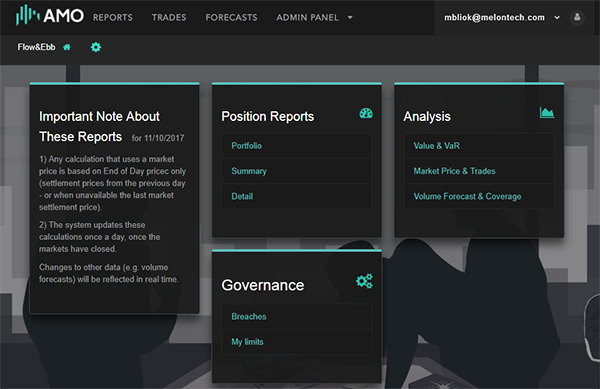 AMO REPORTS TRADES FORECASTS ADMIN PANEL mbliok@melontech.com
Flow&Ebb
Important Note About
These Reports for 11/10/2017
1) Any calculation that uses a market
price is based on End of Day pricec only
(settlement prices from the previous day
- or when unavailable the last market
settlement price).
2) The system updates these
calculations once a day, once the
markets have closed.
Changes to other data (e.g. volume
forecasts) will be reflected in real time.
Position Reports
Portfolio
Summary
Detail
Analysis
Value & VaR
Market Price & Trades
Volume Forecast & Coverage
Governance
Breaches
My limits